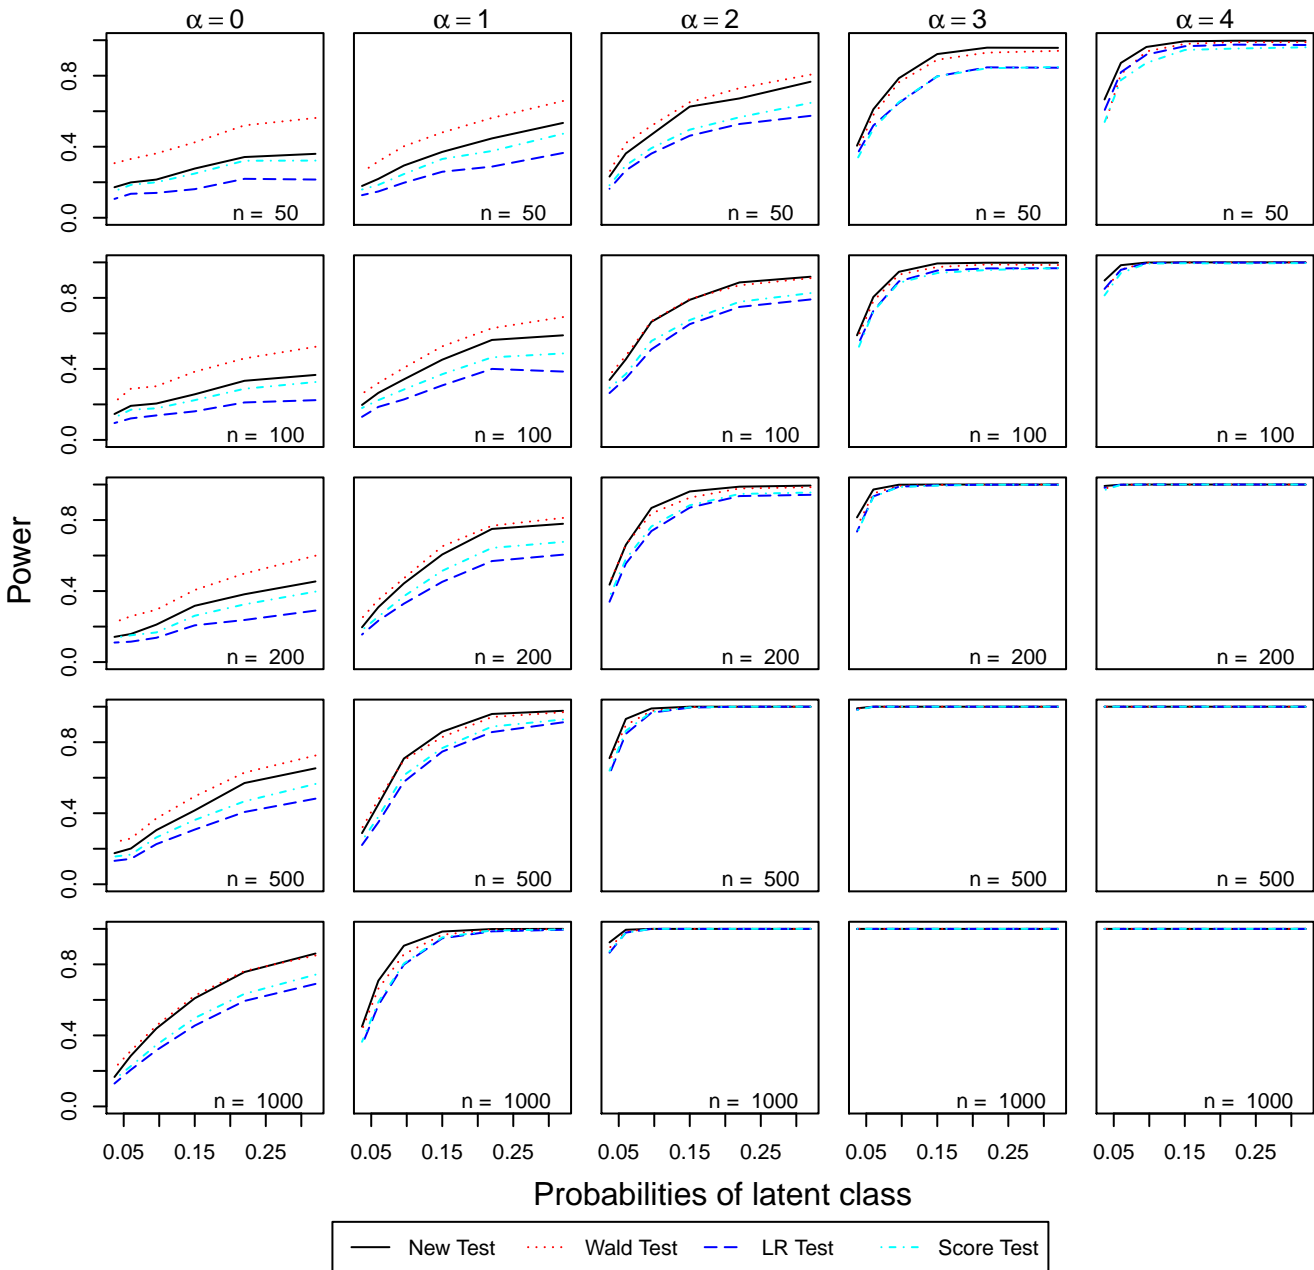 α = 0 α = 1 α = 2 α = 3 α = 4
0.0 0.4 0.8
n = 50 n = 50 n = 50 n = 50 n = 50
0.0 0.4 0.8
n = 100 n = 100 n = 100 n = 100 n = 100
Power
0.0 0.4 0.8
n = 200 n = 200 n = 200 n = 200 n = 200
0.0 0.4 0.8
n = 500 n = 500 n = 500 n = 500 n = 500
0.0 0.4 0.8
n = 1000 n = 1000 n = 1000 n = 1000 n = 1000
0.05 0.15 0.25 0.05 0.15 0.25 0.05 0.15 0.25 0.05 0.15 0.25 0.05 0.15 0.25
Probabilities of latent class
New Test Wald Test LR Test Score Test